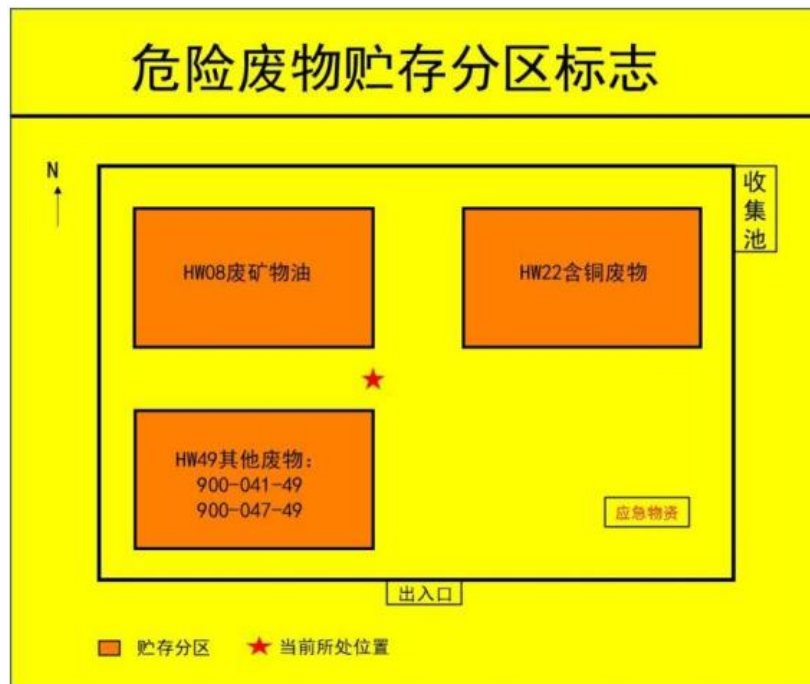 危险废物贮存分区标志
N
收集池
HW08废矿物油
HW22含铜废物
HW49其他废物：
900-041-49
900-047-49
应急物资
出入口
贮存分区
当前所处位置